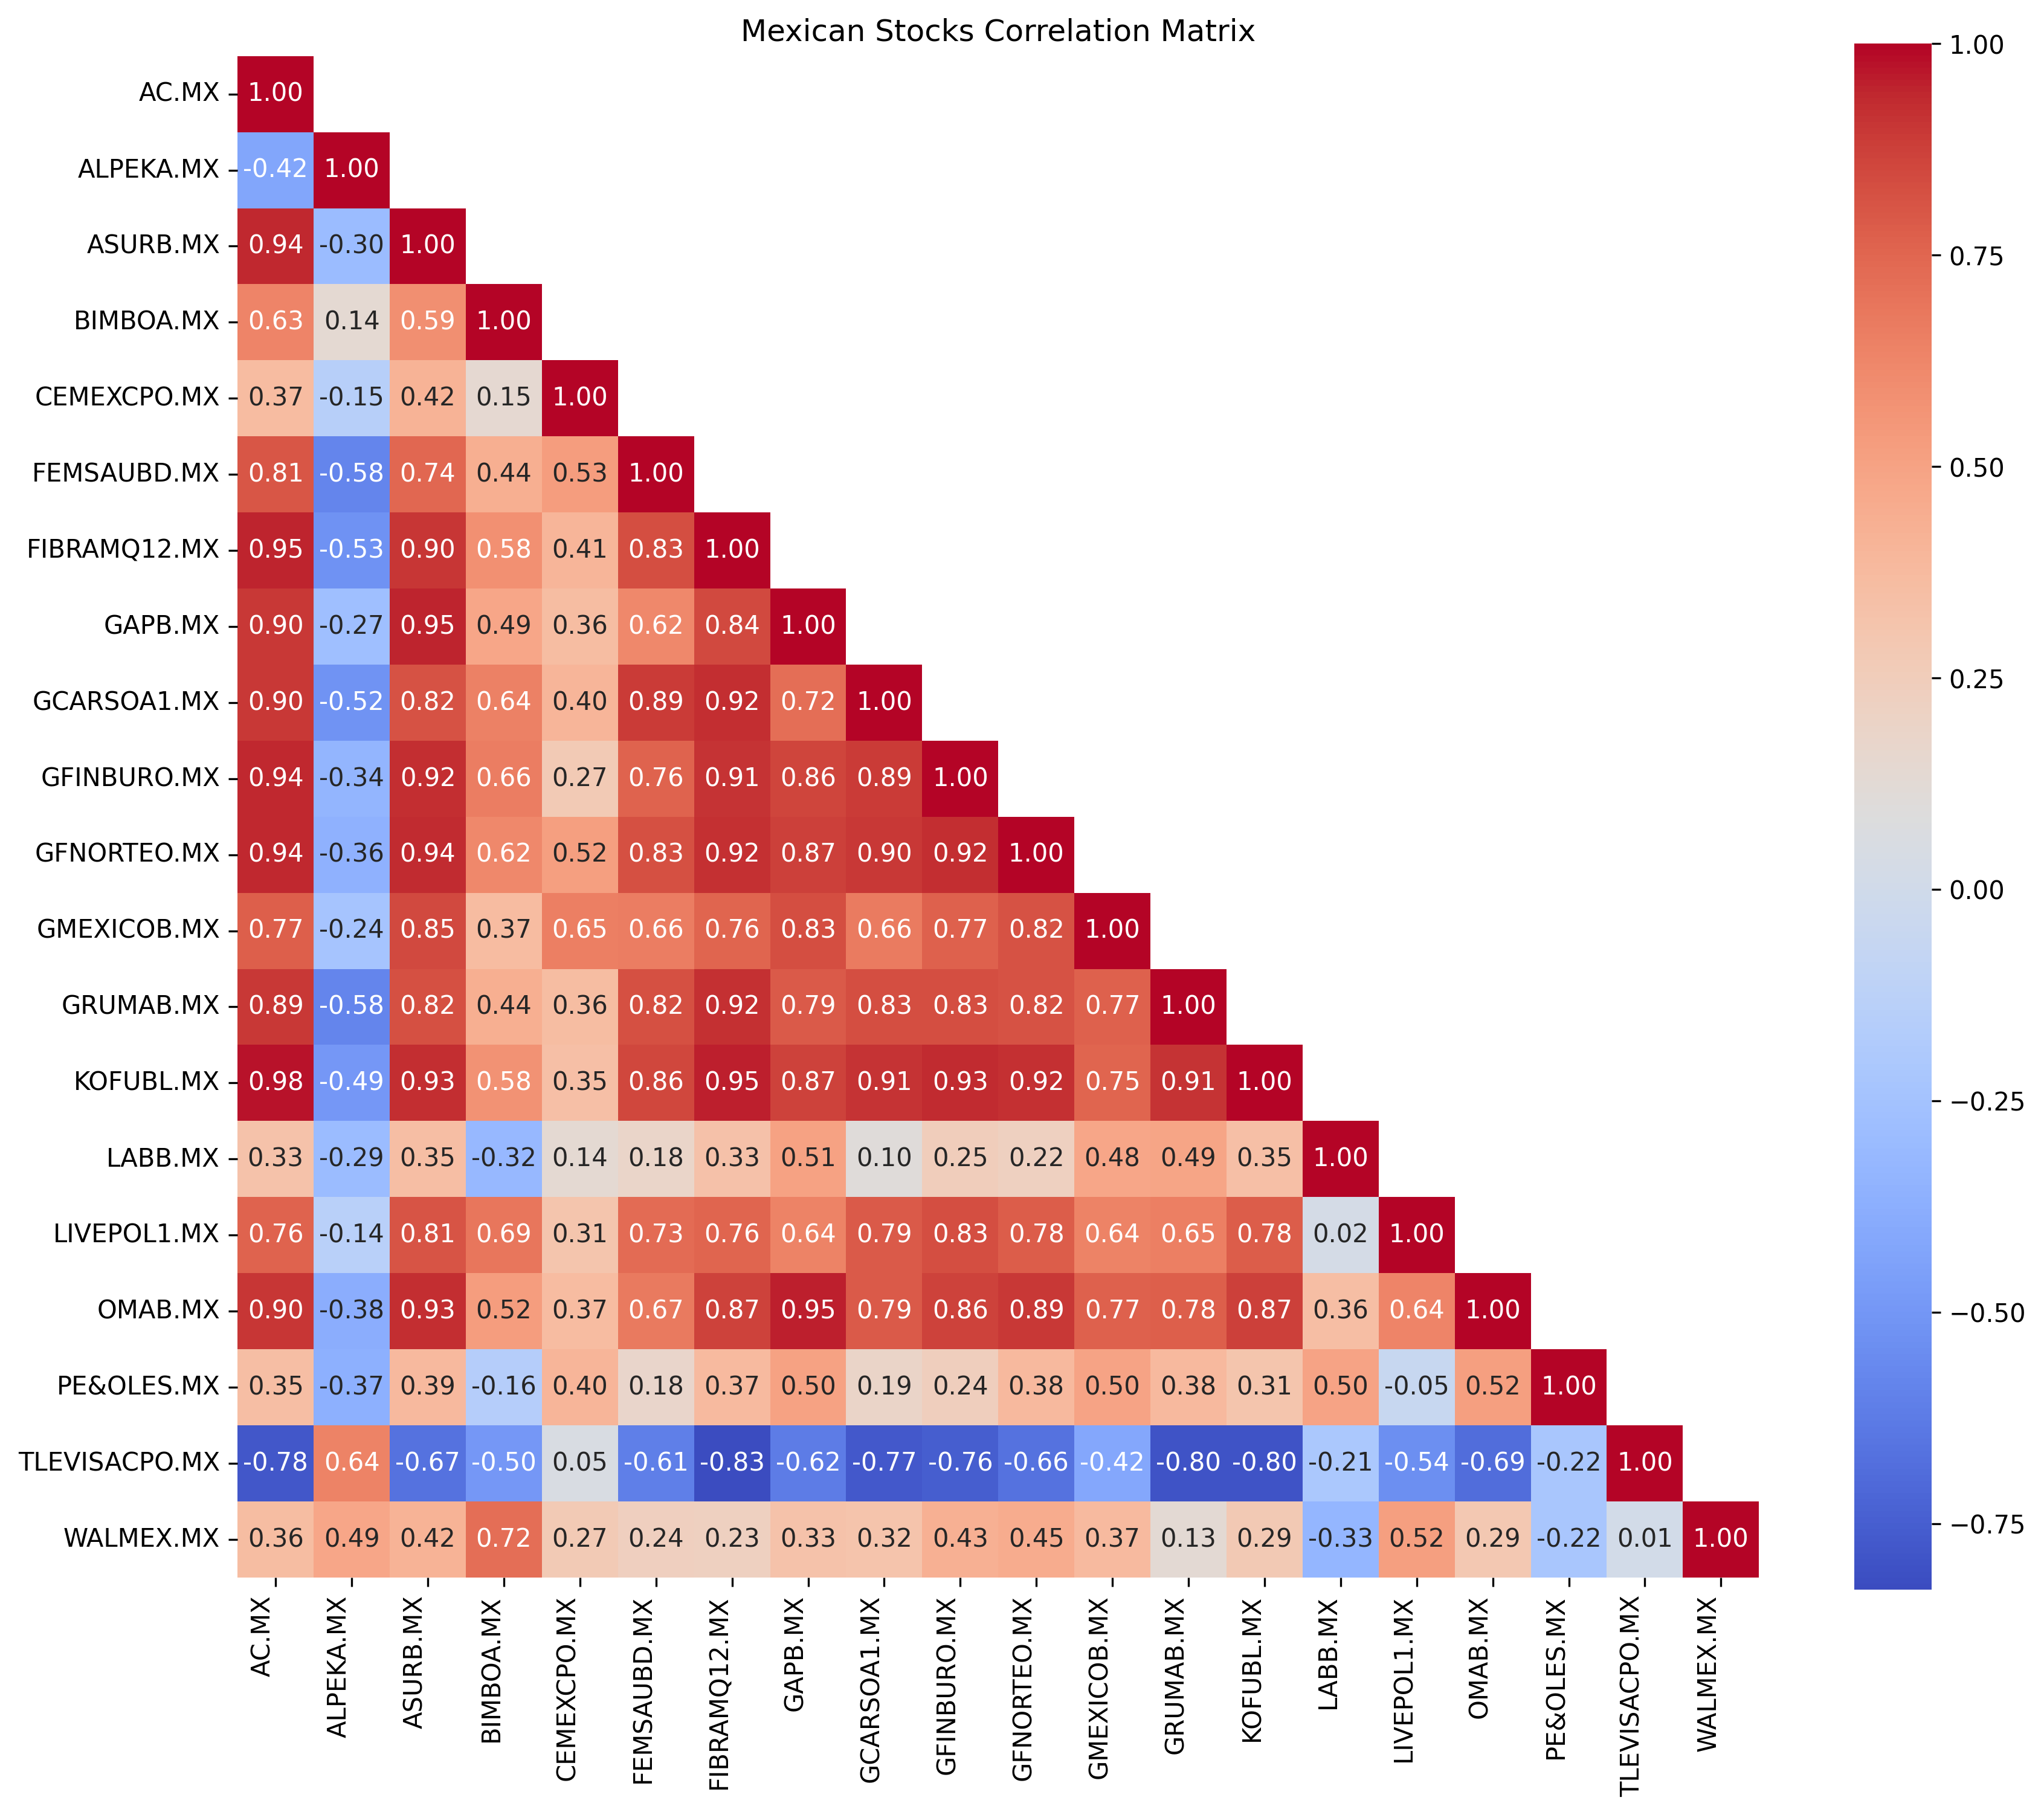 Mexican Stocks Correlation Matrix
AC.MX 1.00
ALPEKA.MX -0.42 1.00
ASURB.MX 0.94 -0.30 1.00
BIMBOA.MX 0.63 0.14 0.59 1.00
CEMEXCPO.MX 0.37 -0.15 0.42 0.15 1.00
FEMSAUBD.MX 0.81 -0.58 0.74 0.44 0.53 1.00
FIBRAMQ12.MX 0.95 -0.53 0.90 0.58 0.41 0.83 1.00
GAPB.MX 0.90 -0.27 0.95 0.49 0.36 0.62 0.84 1.00
GCARSOA1.MX 0.90 -0.52 0.82 0.64 0.40 0.89 0.92 0.72 1.00
GFINBURO.MX 0.94 -0.34 0.92 0.66 0.27 0.76 0.91 0.86 0.89 1.00
GFNORTEO.MX 0.94 -0.36 0.94 0.62 0.52 0.83 0.92 0.87 0.90 0.92 1.00
GMEXICOB.MX 0.77 -0.24 0.85 0.37 0.65 0.66 0.76 0.83 0.66 0.77 0.82 1.00
GRUMAB.MX 0.89 -0.58 0.82 0.44 0.36 0.82 0.92 0.79 0.83 0.83 0.82 0.77 1.00
KOFUBL.MX 0.98 -0.49 0.93 0.58 0.35 0.86 0.95 0.87 0.91 0.93 0.92 0.75 0.91 1.00
LABB.MX 0.33 -0.29 0.35 -0.32 0.14 0.18 0.33 0.51 0.10 0.25 0.22 0.48 0.49 0.35 1.00
LIVEPOL1.MX 0.76 -0.14 0.81 0.69 0.31 0.73 0.76 0.64 0.79 0.83 0.78 0.64 0.65 0.78 0.02 1.00
OMAB.MX 0.90 -0.38 0.93 0.52 0.37 0.67 0.87 0.95 0.79 0.86 0.89 0.77 0.78 0.87 0.36 0.64 1.00
PE&OLES.MX 0.35 -0.37 0.39 -0.16 0.40 0.18 0.37 0.50 0.19 0.24 0.38 0.50 0.38 0.31 0.50 -0.05 0.52 1.00
TLEVISACPO.MX -0.78 0.64 -0.67 -0.50 0.05 -0.61 -0.83 -0.62 -0.77 -0.76 -0.66 -0.42 -0.80 -0.80 -0.21 -0.54 -0.69 -0.22 1.00
WALMEX.MX 0.36 0.49 0.42 0.72 0.27 0.24 0.23 0.33 0.32 0.43 0.45 0.37 0.13 0.29 -0.33 0.52 0.29 -0.22 0.01 1.00
AC.MX
ALPEKA.MX
ASURB.MX
BIMBOA.MX
CEMEXCPO.MX
FEMSAUBD.MX
FIBRAMQ12.MX
GAPB.MX
GCARSOA1.MX
GFINBURO.MX
GFNORTEO.MX
GMEXICOB.MX
GRUMAB.MX
KOFUBL.MX
LABB.MX
LIVEPOL1.MX
OMAB.MX
PE&OLES.MX
TLEVISACPO.MX
WALMEX.MX
1.00
0.75
0.50
0.25
0.00
−0.25
−0.50
−0.75